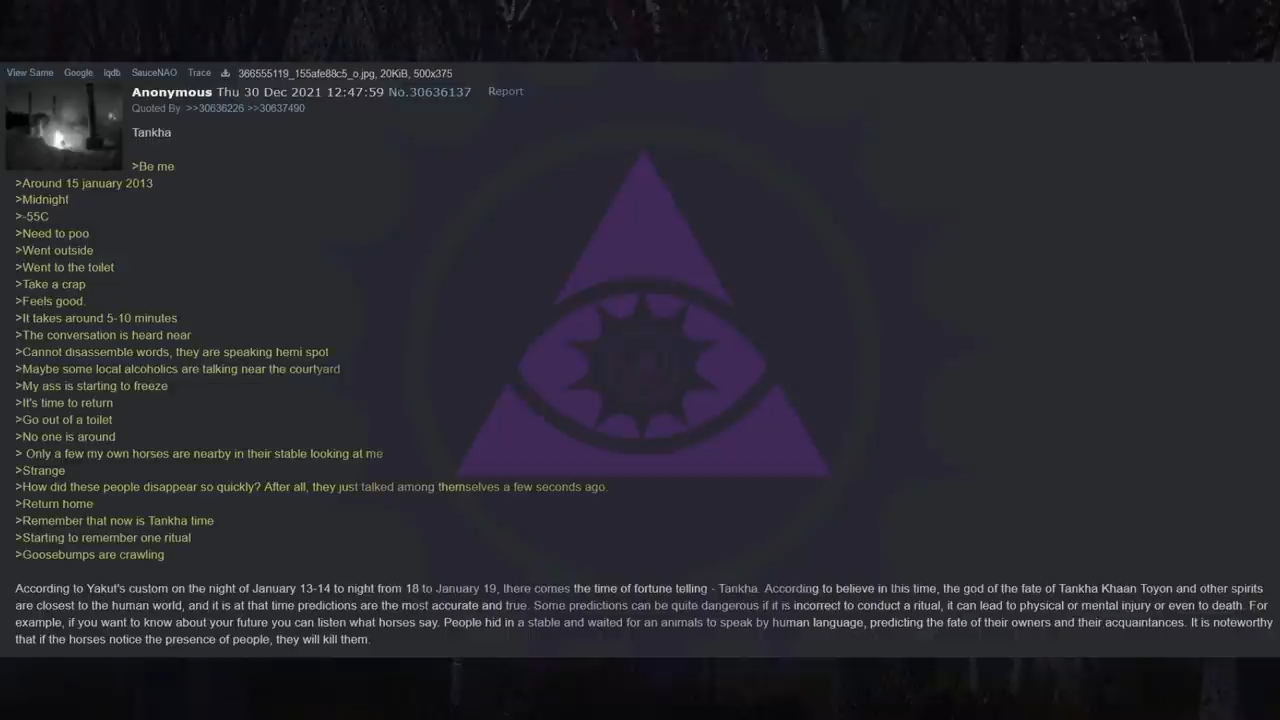 View Same Google iqdb SauceNAO Trace 366555119_155afe88c5_o.jpg, 20KiB, 500x375
Anonymous Thu 30 Dec 2021 12:47:59 No.30636137 Report
Quoted By >>30636226 >>30637490
Tankha
>Be me
>Around 15 january 2013
>Midnight
>-55C
>Need to poo
>Went outside
>Went to the toilet
>Take a crap
>Feels good.
>It takes around 5-10 minutes
>The conversation is heard near
>Cannot disassemble words, they are speaking hemi spot
>Maybe some local alcoholics are talking near the courtyard
>My ass is starting to freeze
>It's time to return
>Go out of a toilet
>No one is around
> Only a few my own horses are nearby in their stable looking at me
>Strange
>How did these people disappear so quickly? After all, they just talked among themselves a few seconds ago.
>Return home
>Remember that now is Tankha time
>Starting to remember one ritual
>Goosebumps are crawling
According to Yakut's custom on the night of January 13-14 to night from 18 to January 19, there comes the time of fortune telling - Tankha. According to believe in this time, the god of the fate of Tankha Khaan Toyon and other spirits
are closest to the human world, and it is at that time predictions are the most accurate and true. Some predictions can be quite dangerous if it is incorrect to conduct a ritual, it can lead to physical or mental injury or even to death. For
example, if you want to know about your future you can listen what horses say. People hid in a stable and waited for an animals to speak by human language, predicting the fate of their owners and their acquaintances. It is noteworthy
that if the horses notice the presence of people, they will kill them.